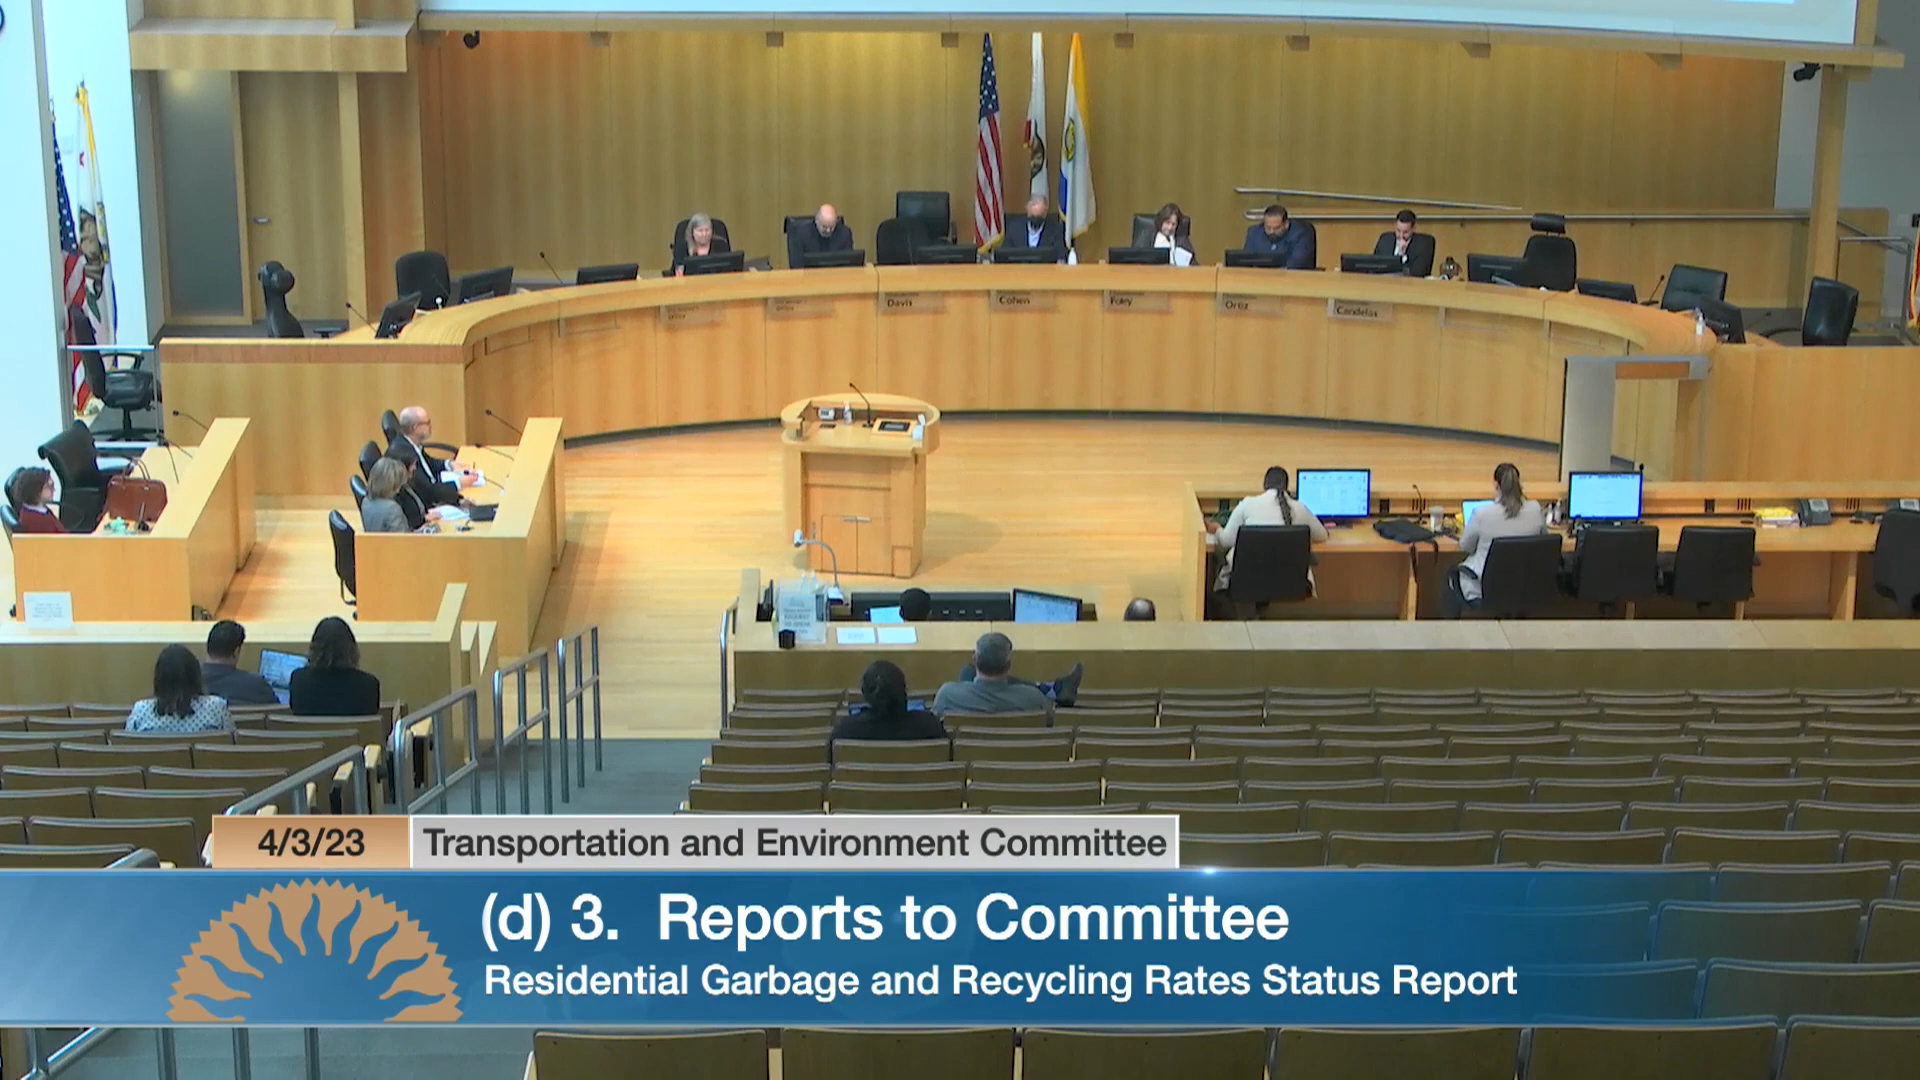 Davis
Cohen
Foley
Ortiz
Candelas
4/3/23
Transportation and Environment Committee
(d) 3. Reports to Committee
Residential Garbage and Recycling Rates Status Report